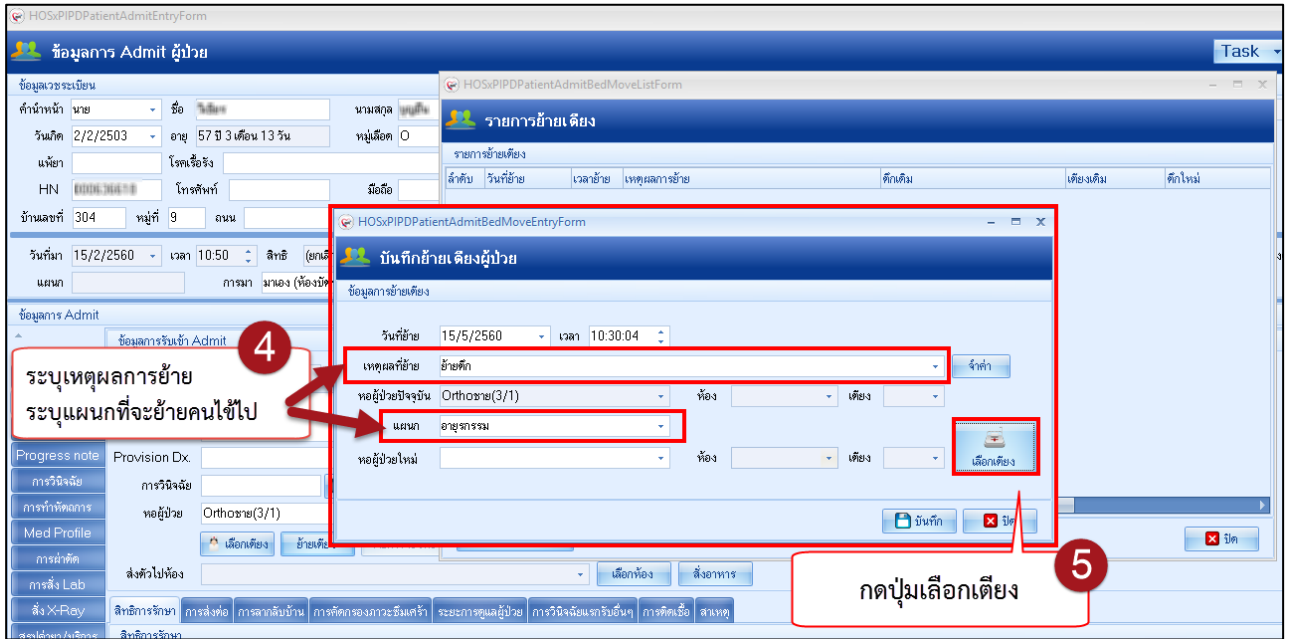 HOSxPIPDPatientAdmitEntryForm
ข้อมูลการ Admit ผู้ป่วย
Task
ข้อมูลเวชระเบียน
คำนำหน้า นาย ชื่อ นามสกุล
วันเกิด 2/2/2503 อายุ 57 ปี 3 เดือน 13 วัน หมู่เลือด O
แพ้ยา โรคเรื้อรัง
HN โทรศัพท์ มือถือ
บ้านเลขที่ 304 หมู่ที่ 9 ถนน
วันที่มา 15/2/2560 เวลา 10:50 สิทธิ
แผนก การมา มาเอง
ข้อมูลการ Admit
ข้อมูลการรับเข้า Admit
HOSxPIPDPatientAdmitBedMoveListForm
รายการย้ายเตียง
รายการย้ายเตียง
ลำดับ วันที่ย้าย เวลาย้าย เหตุผลการย้าย ตึกเดิม เตียงเดิม ตึกใหม่
HOSxPIPDPatientAdmitBedMoveEntryForm
บันทึกย้ายเตียงผู้ป่วย
ข้อมูลการย้ายเตียง
วันที่ย้าย 15/5/2560 เวลา 10:30:04
เหตุผลที่ย้าย ย้ายตึก จำค่า
หอผู้ป่วยปัจจุบัน Orthoชาย(3/1) ห้อง เตียง
แผนก อายุรกรรม
หอผู้ป่วยใหม่ ห้อง เตียง เลือกเตียง
บันทึก
ปิด
4
ระบุเหตุผลการย้าย
ระบุแผนกที่จะย้ายคนไข้ไป
Progress note Provision Dx.
การวินิจฉัย การวินิจฉัย
การทำหัตถการ หอผู้ป่วย Orthoชาย(3/1)
Med Profile เลือกเตียง
การผ่าตัด
การสั่ง Lab ส่งตัวไปห้อง เลือกห้อง สั่งอาหาร
สั่ง X-Ray สิทธิการรักษา การส่งต่อ การลากลับบ้าน การคัดกรองภาวะซึมเศร้า ระยะการดูแลผู้ป่วย การวินิจฉัยแรกรับอื่นๆ การติดเชื้อ สาเหตุ
สรุปค่ายา/บริการ สิทธิการรักษา
5
กดปุ่มเลือกเตียง